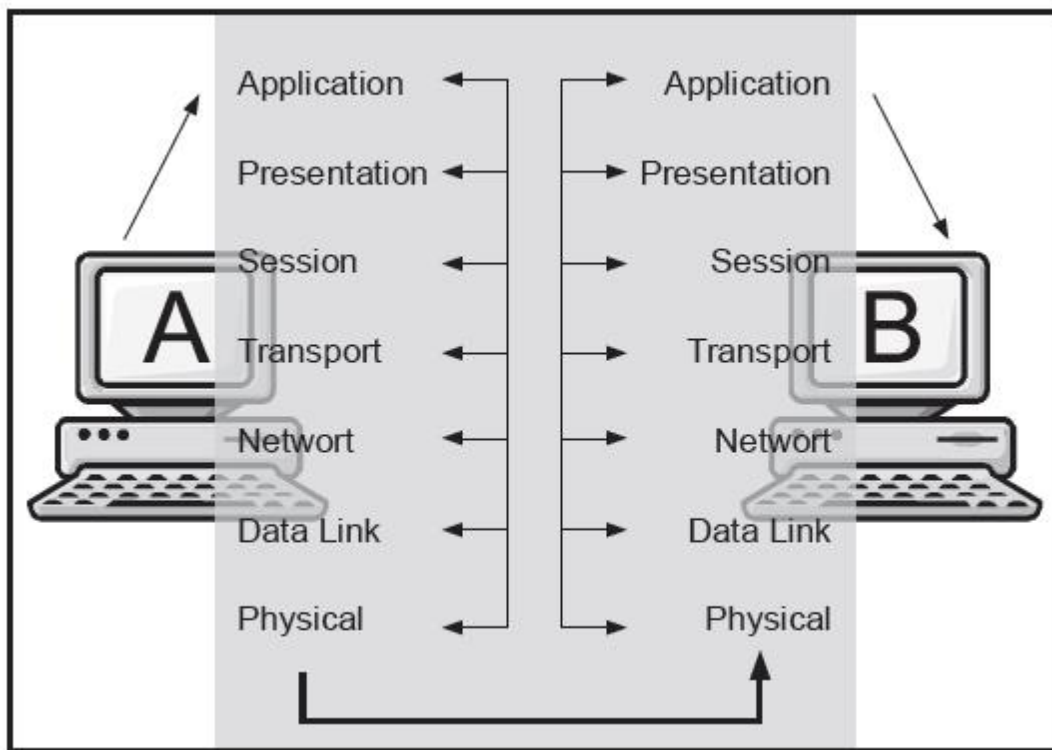 Application Application
Presentation Presentation
Session Session
A Transport Transport B
Networt Networt
Data Link Data Link
Physical Physical